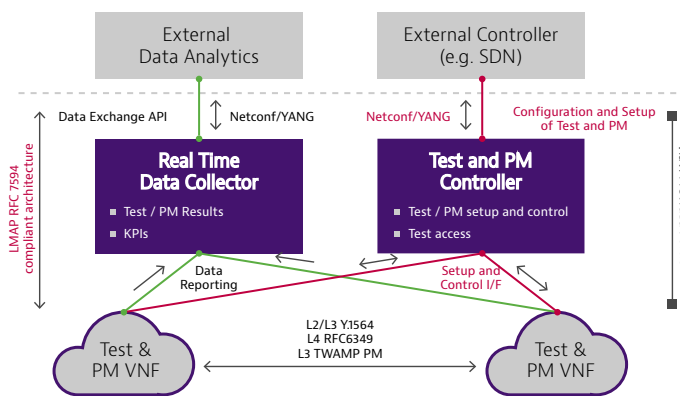 External
Data Analytics
External Controller
(e.g. SDN)
Data Exchange API
Netconf/YANG
Netconf/YANG
Configuration and Setup
of Test and PM
LMAP RFC 7594
compliant architecture
Real Time
Data Collector
Test / PM Results
KPIs
Test and PM
Controller
Test / PM setup and control
Test access
Data
Reporting
Setup and
Control I/F
L2/L3 Y.1564
L4 RFC6349
L3 TWAMP PM
Test &
PM VNF
Test &
PM VNF